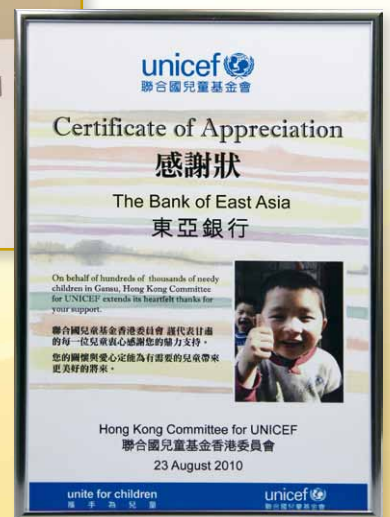 unicef
聯合國兒童基金會
Certificate of Appreciation
感謝狀
The Bank of East Asia
東亞銀行
On behalf of hundreds of thousands of needy
children in Gansu, Hong Kong Committee
for UNICEF extends its heartfelt thanks for
your support.
聯合國兒童基金香港委員會 謹代表甘肅
的每一位兒童衷心感謝您的鼎力支持。
您的關懷與愛心定能為有需要的兒童帶來
更美好的將來。
Hong Kong Committee for UNICEF
聯合國兒童基金香港委員會
23 August 2010
unite for children
攜手為兒童
unicef
聯合國兒童基金會